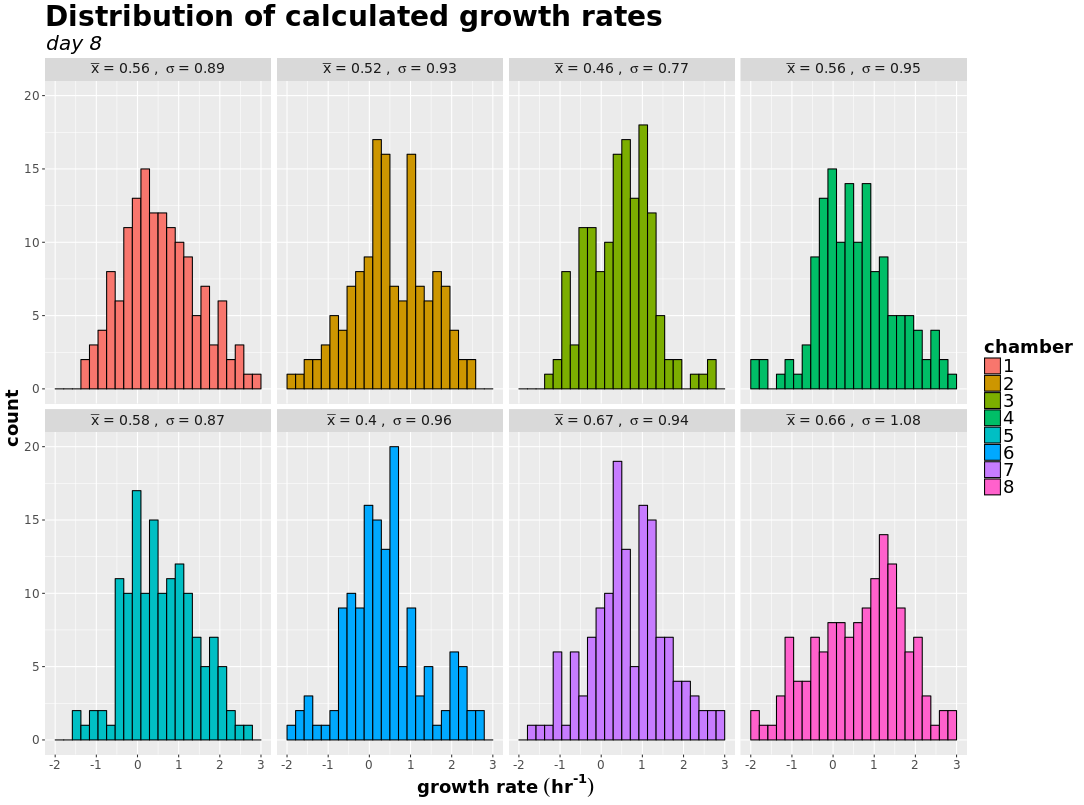 Distribution of calculated growth rates
day 8
x̅ = 0.56 , σ = 0.89
x̅ = 0.52 , σ = 0.93
x̅ = 0.46 , σ = 0.77
x̅ = 0.56 , σ = 0.95
20
15
10
5
0
x̅ = 0.58 , σ = 0.87
x̅ = 0.4 , σ = 0.96
x̅ = 0.67 , σ = 0.94
x̅ = 0.66 , σ = 1.08
20
15
10
5
0
-2 -1 0 1 2 3
-2 -1 0 1 2 3
-2 -1 0 1 2 3
-2 -1 0 1 2 3
count
growth rate (hr⁻¹)
chamber
1
2
3
4
5
6
7
8